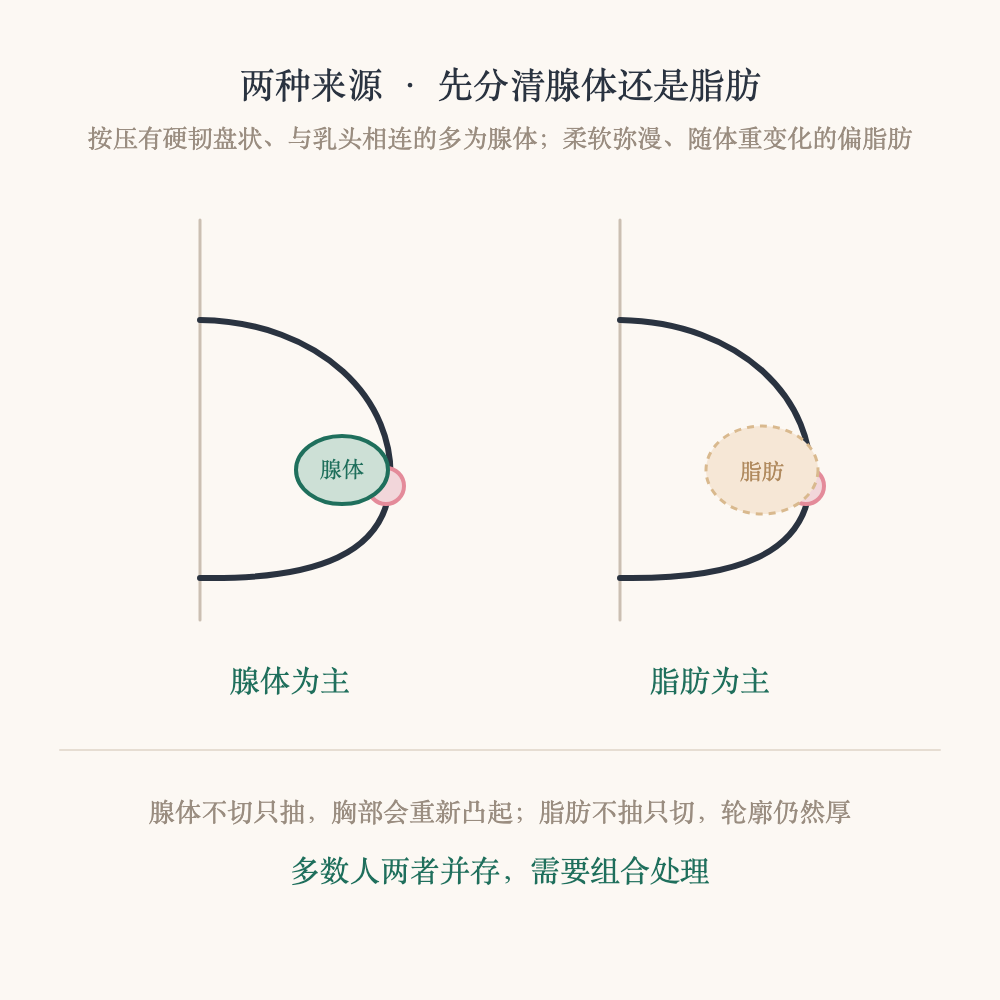 两种来源 · 先分清腺体还是脂肪
按压有硬韧盘状、与乳头相连的多为腺体；柔软弥漫、随体重变化的偏脂肪
腺体
脂肪
腺体为主
脂肪为主
腺体不切只抽，胸部会重新凸起；脂肪不抽只切，轮廓仍然厚
多数人两者并存，需要组合处理